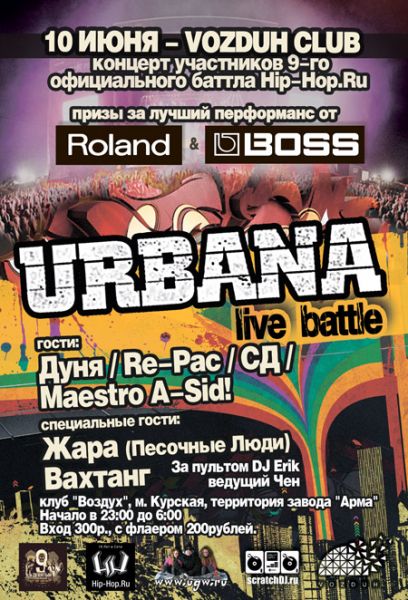 10 ИЮНЯ – VOZDUH CLUB
концерт участников 9-го
официального баттла Hip-Hop.Ru
призы за лучший перформанс от
Roland & BOSS
URBANA
live battle
гости:
Дуня / Re-Pac / СД /
Maestro A-Sid!
специальные гости:
Жара (Песочные Люди)
Вахтанг
За пультом DJ Erik
ведущий Чен
клуб "Воздух", м. Курская, территория завода "Арма"
Начало в 23:00 до 6:00
Вход 300р., с флаером 200рублей.
9
Hip-Hop.Ru
www.ugw.ru
scratchDJ.ru
VOZDUH